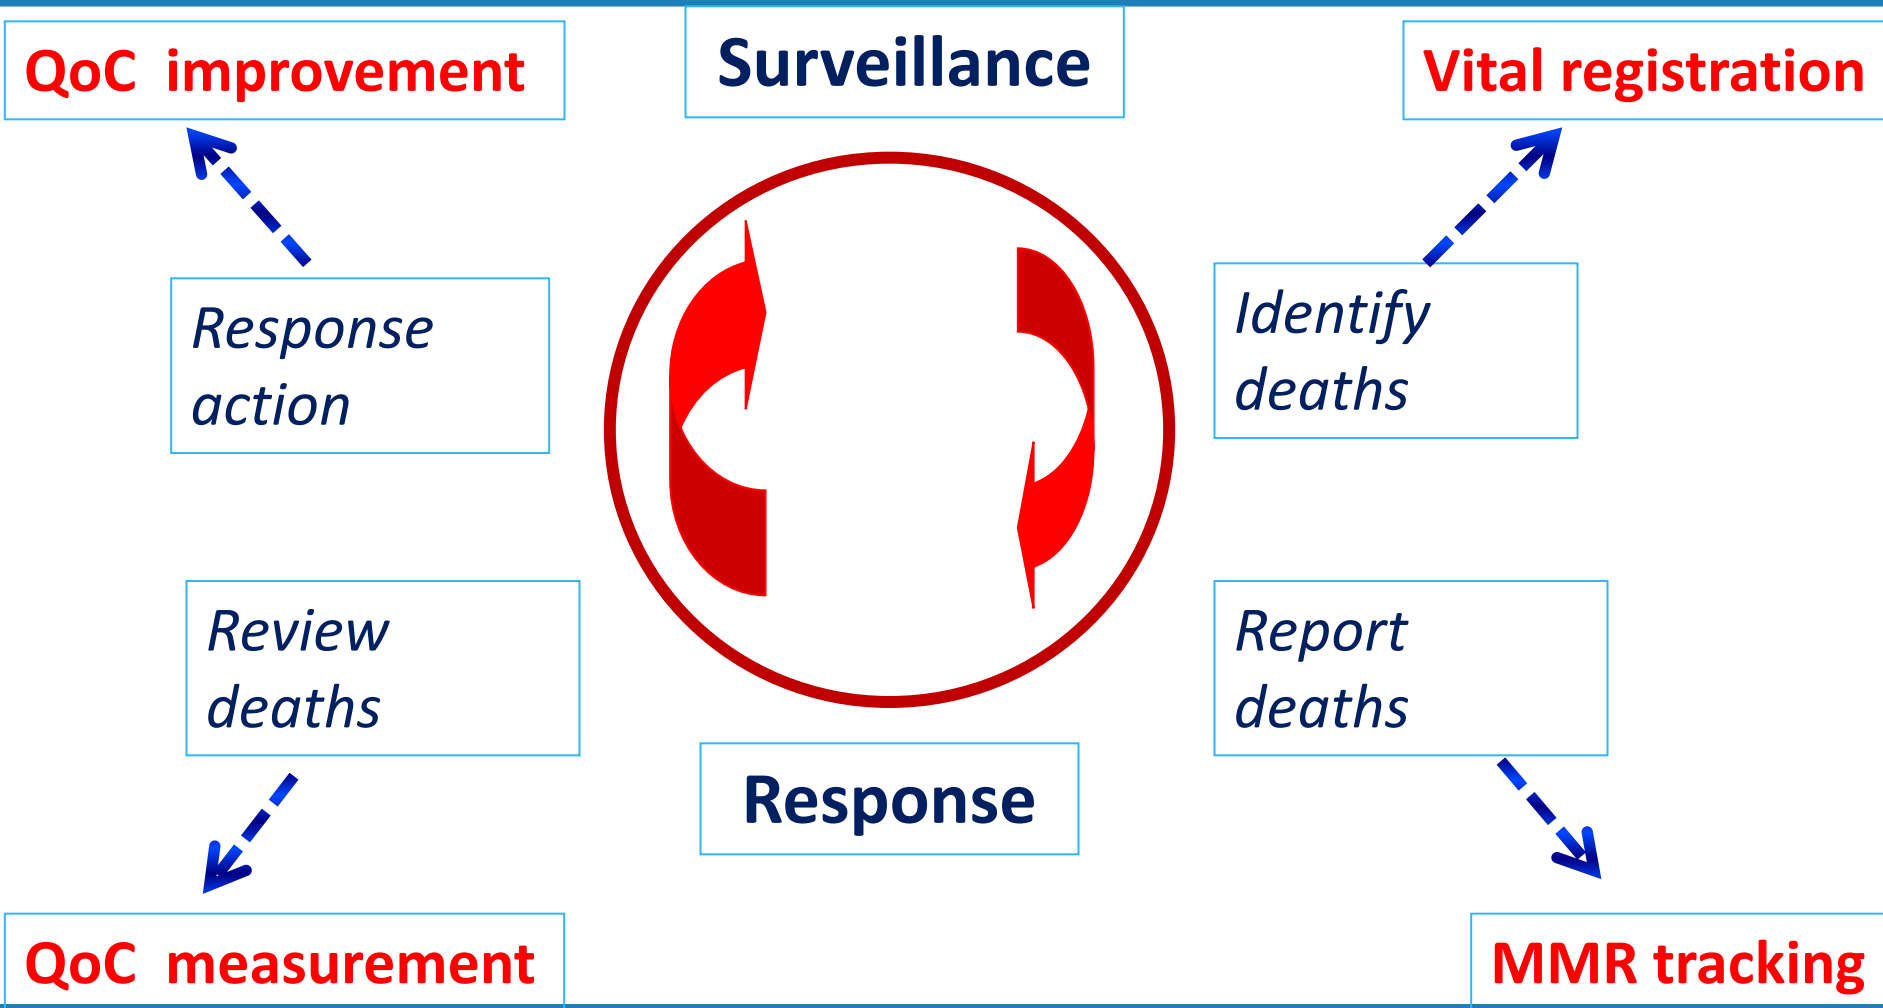 QoC  improvement
Surveillance
Vital registration
Response
action
Identify
deaths
Review
deaths
Report
deaths
Response
QoC  measurement
MMR tracking